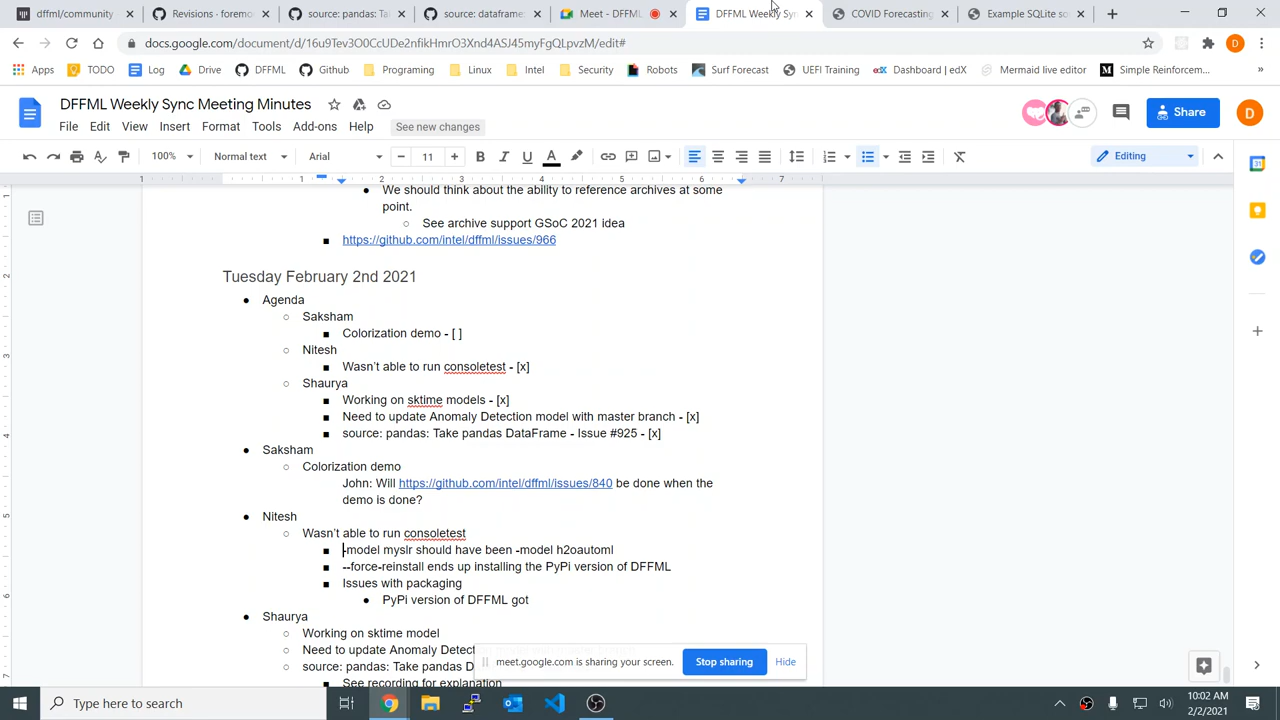 dffml/community
Revisions · foremo
source: pandas: Ta
source: dataframe:
Meet - DFFML
DFFML Weekly Syn
COVID Forecasting
Example SQLite so
docs.google.com/document/d/16u9Tev3O0CcUDe2nfikHmrO3Xnd4ASJ45myFgQLpvzM/edit#
Apps
TODO
Log
Drive
DFFML
Github
Programing
Linux
Intel
Security
Robots
Surf Forecast
UEFI Training
Dashboard | edX
Mermaid live editor
Simple Reinforcem...
DFFML Weekly Sync Meeting Minutes
File Edit View Insert Format Tools Add-ons Help
See new changes
Share
D
100%
Normal text
Arial
11
Editing
1 1 2 3 4 5 6 7
We should think about the ability to reference archives at some
point.
See archive support GSoC 2021 idea
https://github.com/intel/dffml/issues/966
Tuesday February 2nd 2021
Agenda
Saksham
Colorization demo - [ ]
Nitesh
Wasn't able to run consoletest - [x]
Shaurya
Working on sktime models - [x]
Need to update Anomaly Detection model with master branch - [x]
source: pandas: Take pandas DataFrame - Issue #925 - [x]
Saksham
Colorization demo
John: Will https://github.com/intel/dffml/issues/840 be done when the
demo is done?
Nitesh
Wasn't able to run consoletest
-model myslr should have been -model h2oautoml
--force-reinstall ends up installing the PyPi version of DFFML
Issues with packaging
PyPi version of DFFML got
Shaurya
Working on sktime model
Need to update Anomaly Detec
source: pandas: Take pandas D
See recording for explanation
meet.google.com is sharing your screen.
Stop sharing
Hide
Type here to search
10:02 AM
2/2/2021